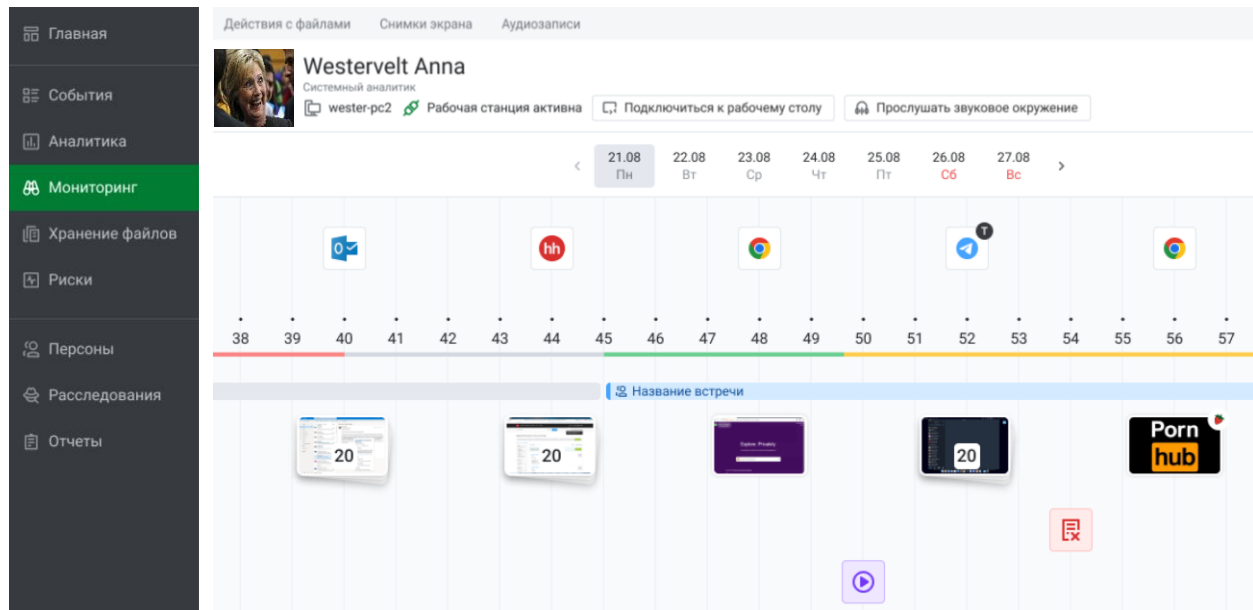 Главная
События
Аналитика
Мониторинг
Хранение файлов
Риски
Персоны
Расследования
Отчеты
Действия с файлами Снимки экрана Аудиозаписи
Westervelt Anna
Системный аналитик
wester-pc2 Рабочая станция активна Подключиться к рабочему столу Прослушать звуковое окружение
21.08 22.08 23.08 24.08 25.08 26.08 27.08
Пн Вт Ср Чт Пт Сб Вс
hh T
38 39 40 41 42 43 44 45 46 47 48 49 50 51 52 53 54 55 56 57
Название встречи
20 20 Explore Privately 20 Porn hub